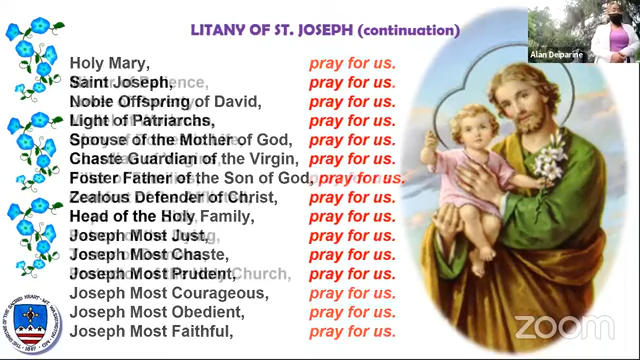 LITANY OF ST. JOSEPH (continuation)
Alan Deiparine
Holy Mary, pray for us.
Saint Joseph, pray for us.
Noble Offspring of David, pray for us.
Light of Patriarchs, pray for us.
Spouse of the Mother of God, pray for us.
Chaste Guardian of the Virgin, pray for us.
Foster Father of the Son of God, pray for us.
Zealous Defender of Christ, pray for us.
Head of the Holy Family, pray for us.
Joseph Most Just, pray for us.
Joseph Most Chaste, pray for us.
Joseph Most Prudent, pray for us.
Joseph Most Courageous, pray for us.
Joseph Most Obedient, pray for us.
Joseph Most Faithful, pray for us.
zoom